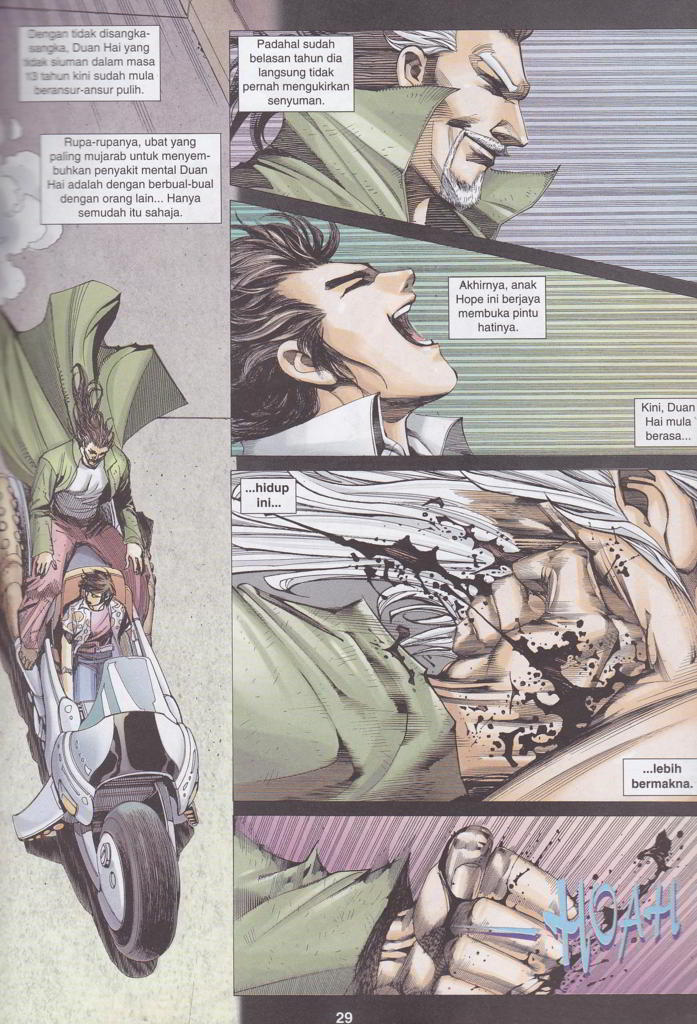 Dengan tidak disangka-
sangka, Duan Hai yang
tidak siuman dalam masa
13 tahun kini sudah mula
beransur-ansur pulih.
Rupa-rupanya, ubat yang
paling mujarab untuk menyem-
buhkan penyakit mental Duan
Hai adalah dengan berbual-bual
dengan orang lain... Hanya
semudah itu sahaja.
Padahal sudah
belasan tahun dia
langsung tidak
pernah mengukirkan
senyuman.
Akhirnya, anak
Hope ini berjaya
membuka pintu
hatinya.
Kini, Duan
Hai mula
berasa...
...hidup
ini...
...lebih
bermakna.
HOAH
29